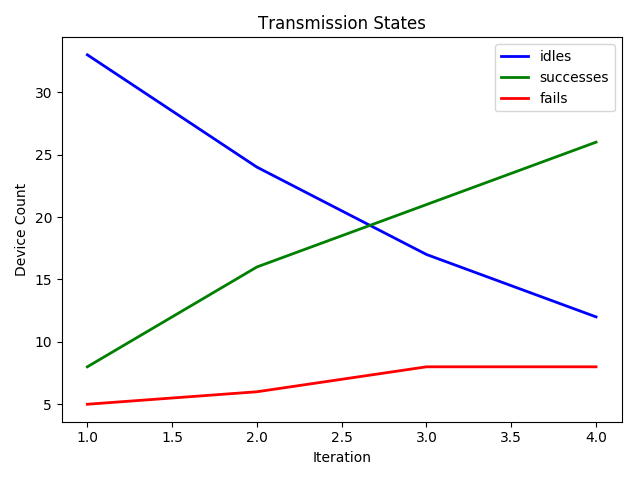 Transmission States
idles
successes
fails
Device Count
30
25
20
15
10
5
1.0 1.5 2.0 2.5 3.0 3.5 4.0
Iteration